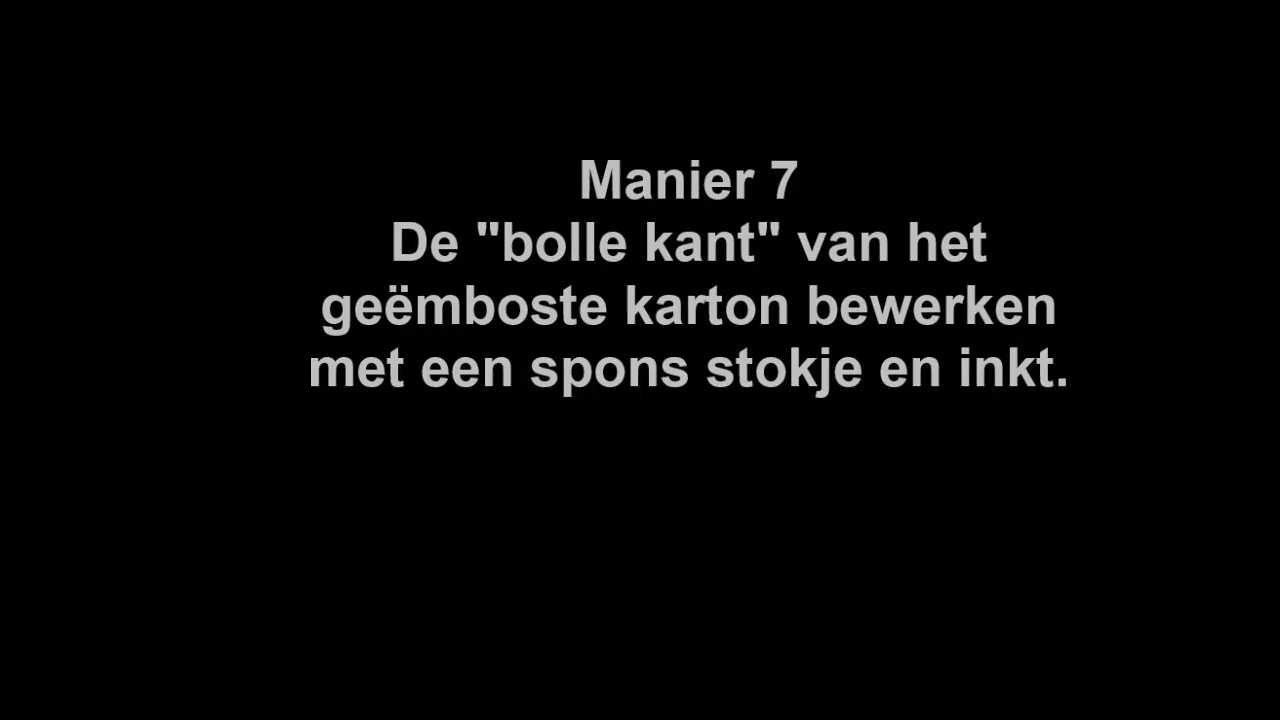 Manier 7
De "bolle kant" van het
geëmboste karton bewerken
met een spons stokje en inkt.